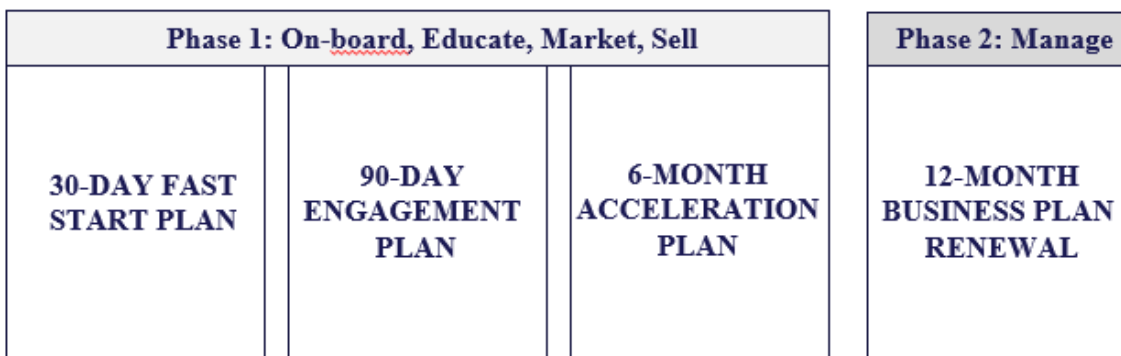 Phase 1: On-board, Educate, Market, Sell
Phase 2: Manage
30-DAY FAST
START PLAN
90-DAY
ENGAGEMENT
PLAN
6-MONTH
ACCELERATION
PLAN
12-MONTH
BUSINESS PLAN
RENEWAL